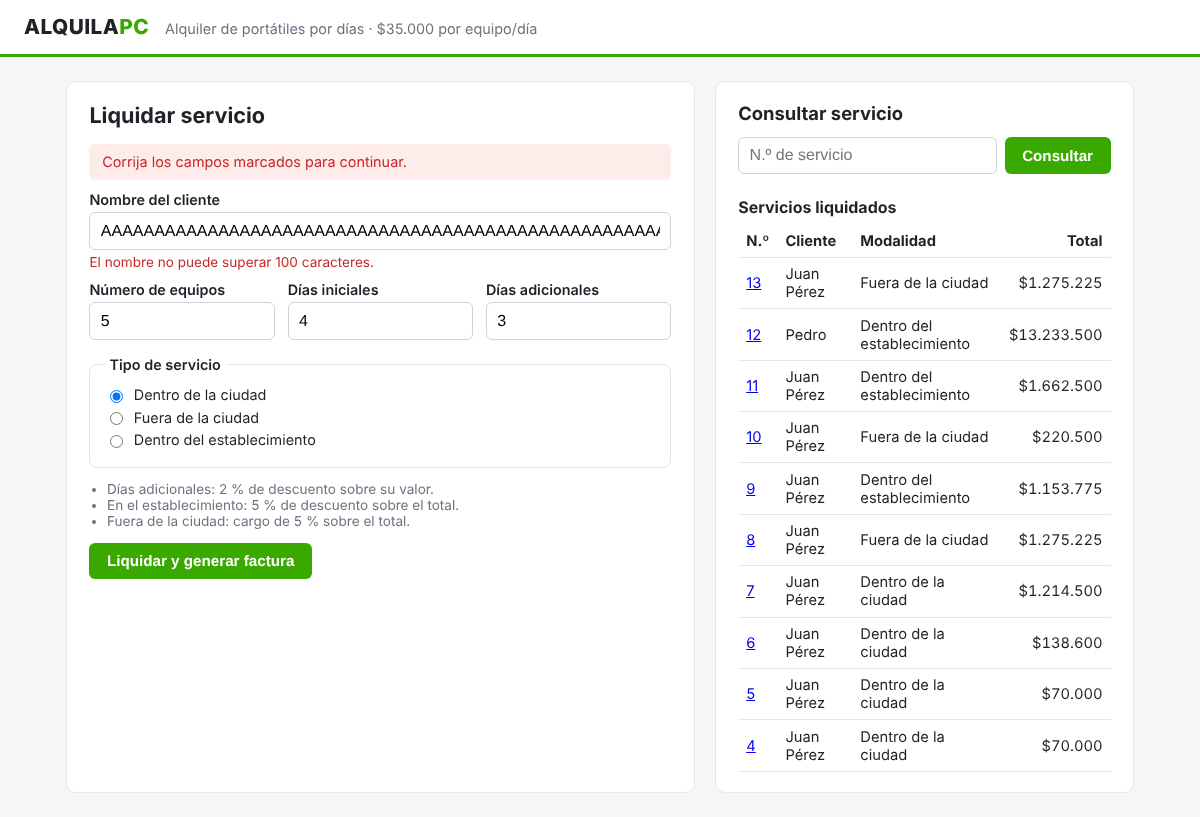 ALQUILAPC Alquiler de portátiles por días · $35.000 por equipo/día
Liquidar servicio
Corrija los campos marcados para continuar.
Nombre del cliente
AAAAAAAAAAAAAAAAAAAAAAAAAAAAAAAAAAAAAAAAAAAAAAAAAAAAA
El nombre no puede superar 100 caracteres.
Número de equipos Días iniciales Días adicionales
5 4 3
Tipo de servicio
Dentro de la ciudad
Fuera de la ciudad
Dentro del establecimiento
• Días adicionales: 2 % de descuento sobre su valor.
• En el establecimiento: 5 % de descuento sobre el total.
• Fuera de la ciudad: cargo de 5 % sobre el total.
Liquidar y generar factura
Consultar servicio
N.º de servicio Consultar
Servicios liquidados
N.º Cliente Modalidad Total
13 Juan Pérez Fuera de la ciudad $1.275.225
12 Pedro Dentro del establecimiento $13.233.500
11 Juan Pérez Dentro del establecimiento $1.662.500
10 Juan Pérez Fuera de la ciudad $220.500
9 Juan Pérez Dentro del establecimiento $1.153.775
8 Juan Pérez Fuera de la ciudad $1.275.225
7 Juan Pérez Dentro de la ciudad $1.214.500
6 Juan Pérez Dentro de la ciudad $138.600
5 Juan Pérez Dentro de la ciudad $70.000
4 Juan Pérez Dentro de la ciudad $70.000